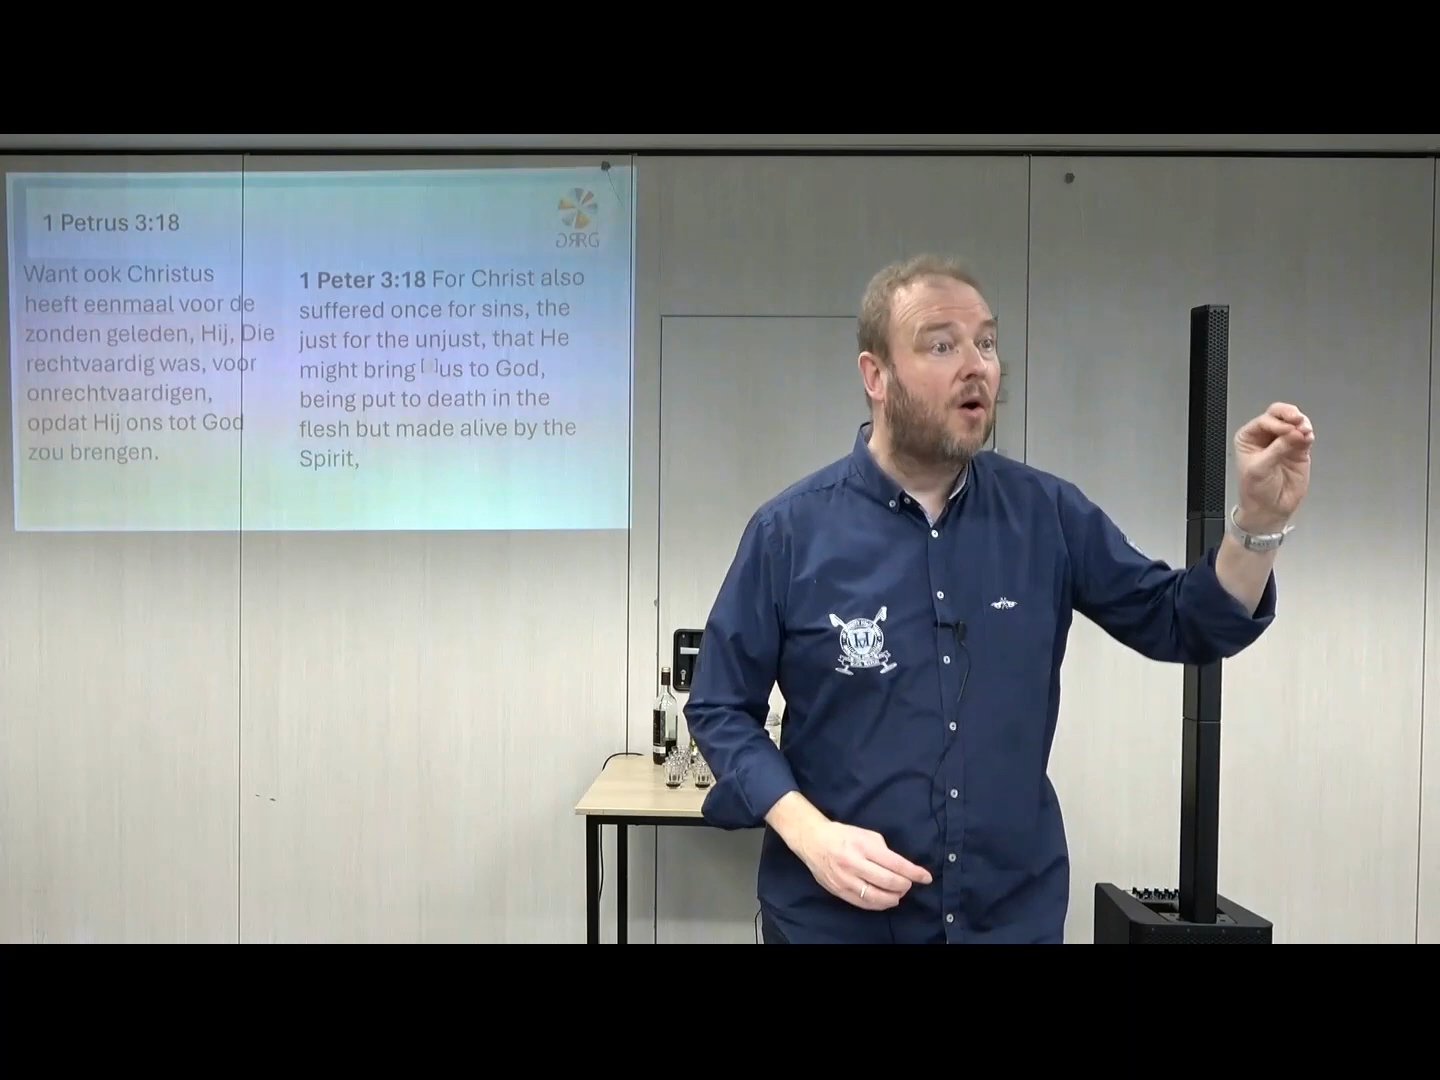 1 Petrus 3:18
Want ook Christus
heeft eenmaal voor de
zonden geleden, Hij, Die
rechtvaardig was, voor
onrechtvaardigen,
opdat Hij ons tot God
zou brengen.
1 Peter 3:18 For Christ also
suffered once for sins, the
just for the unjust, that He
might bring [ ]us to God,
being put to death in the
flesh but made alive by the
Spirit,